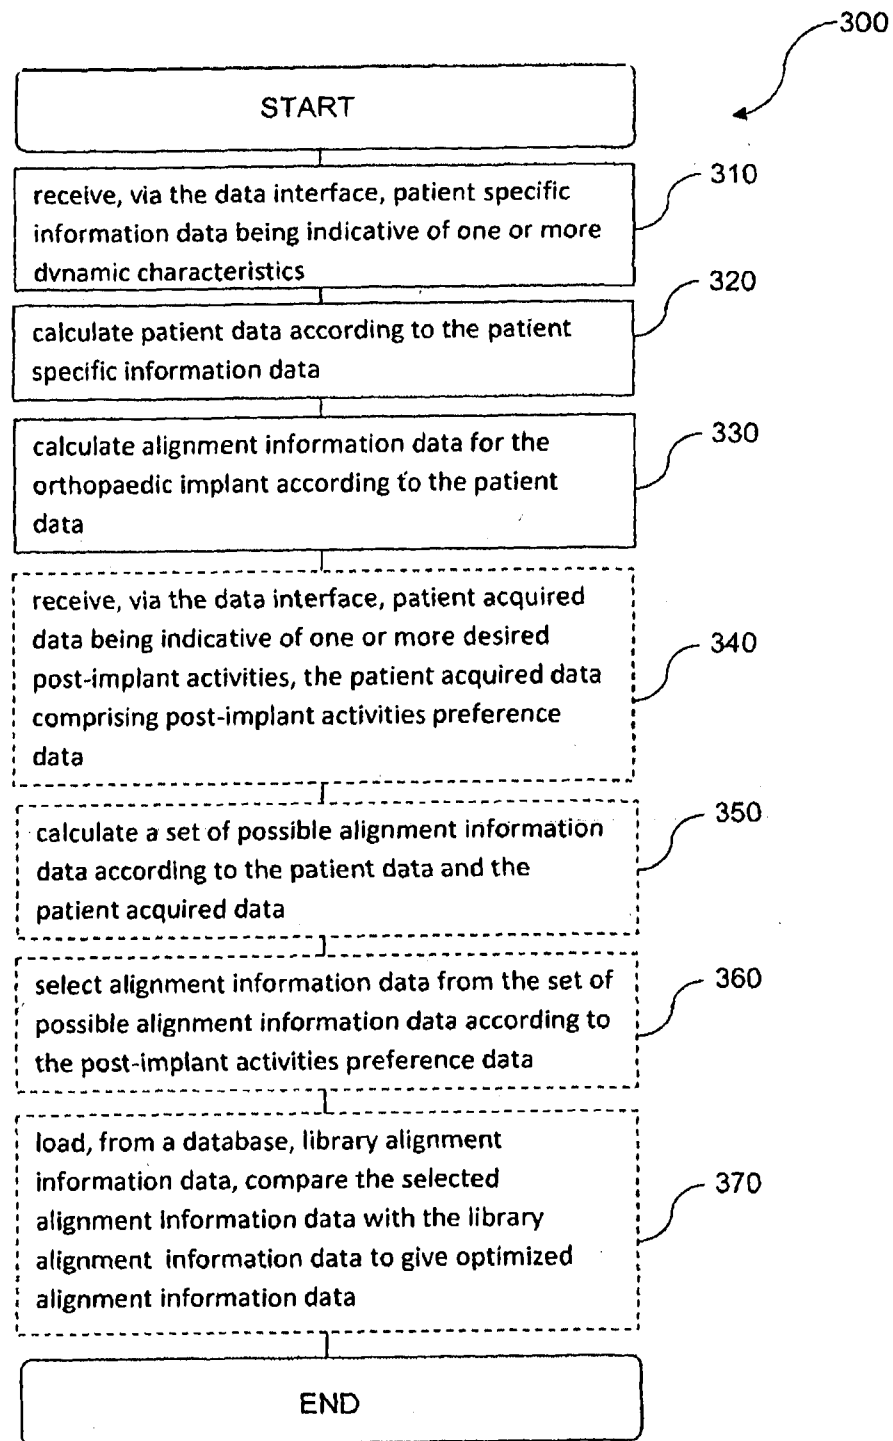 300
START
310
receive, via the data interface, patient specific
information data being indicative of one or more
dynamic characteristics
320
calculate patient data according to the patient
specific information data
330
calculate alignment information data for the
orthopaedic implant according to the patient
data
340
receive, via the data interface, patient acquired
data being indicative of one or more desired
post-implant activities, the patient acquired data
comprising post-implant activities preference
data
350
calculate a set of possible alignment information
data according to the patient data and the
patient acquired data
360
select alignment information data from the set of
possible alignment information data according to
the post-implant activities preference data
370
load, from a database, library alignment
information data, compare the selected
alignment information data with the library
alignment information data to give optimized
alignment information data
END